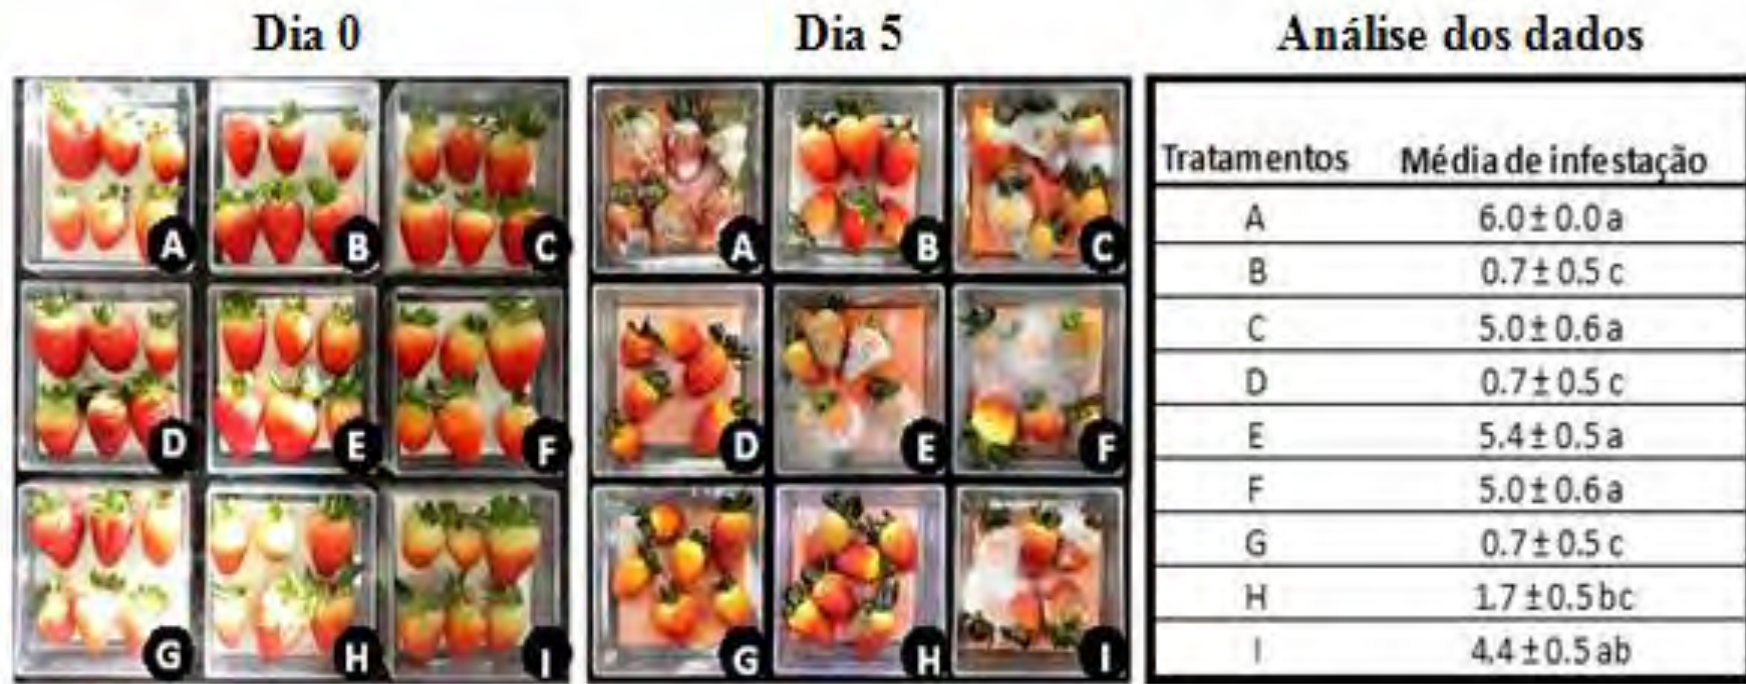 Dia 0
Dia 5
Análise dos dados
A
B
C
D
E
F
G
H
I
A
B
C
D
E
F
G
H
I
Tratamentos Média de infestação
A 6.0 ± 0.0 a
B 0.7 ± 0.5 c
C 5.0 ± 0.6 a
D 0.7 ± 0.5 c
E 5.4 ± 0.5 a
F 5.0 ± 0.6 a
G 0.7 ± 0.5 c
H 1.7 ± 0.5 bc
I 4.4 ± 0.5 ab